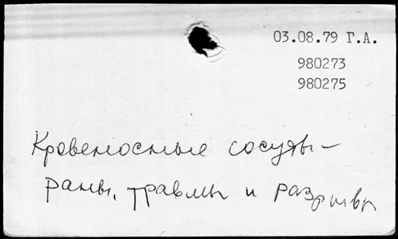 03.08.79 Г.А.
980273
980275
Кровеносные сосуды –
раны, травмы и разрывы